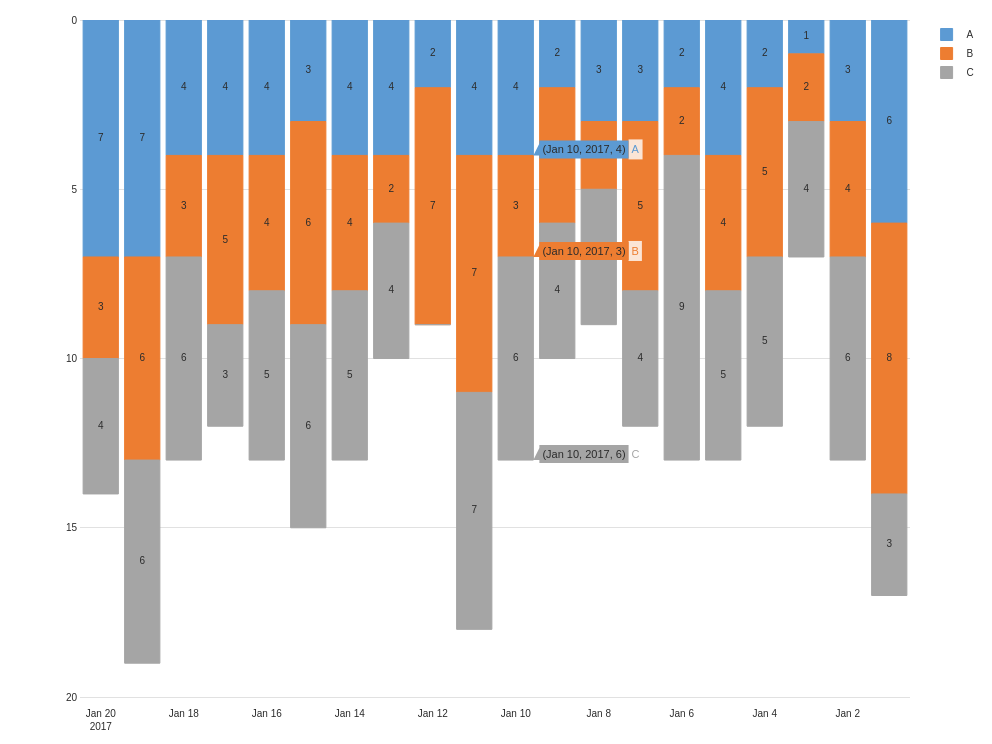 0
A
1
2 2 2 2 B
3 3 3 3 C
4 4 4 4 4 4 4 4 2
2 6
7 7
(Jan 10, 2017, 4) A
5
5 2 4 4
3 7 3 5
4 6 4 4
5
(Jan 10, 2017, 3) B
7
4 4
3 6 9
5
10 6 6 6 4 6 8
3 5 5 5
4 6
(Jan 10, 2017, 6) C
7
15
3
6
20
Jan 20 Jan 18 Jan 16 Jan 14 Jan 12 Jan 10 Jan 8 Jan 6 Jan 4 Jan 2
2017